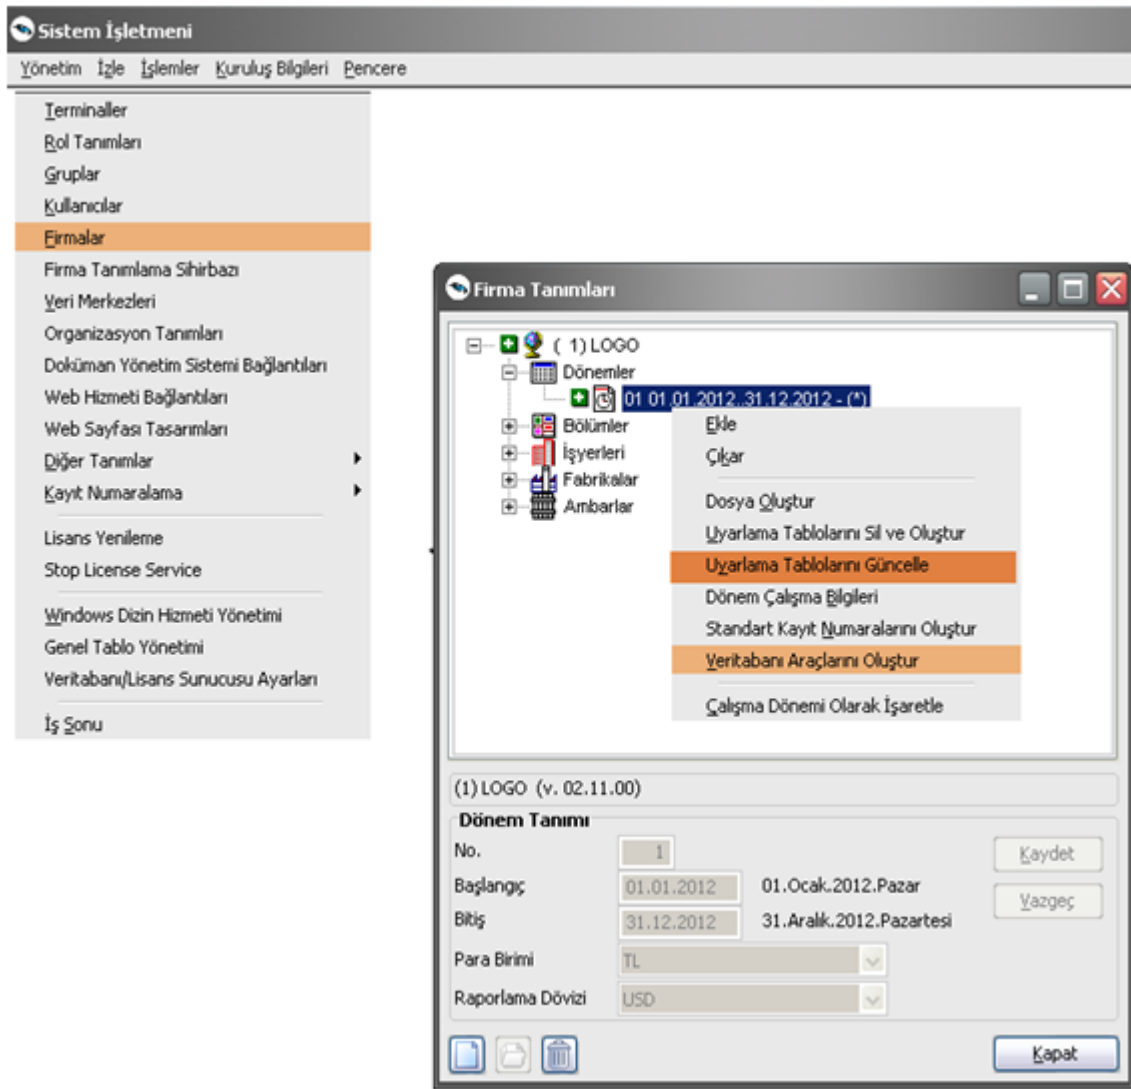 Sistem İşletmeni
Yönetim İzle İşlemler Kuruluş Bilgileri Pencere
Terminaller
Rol Tanımları
Gruplar
Kullanıcılar
Firmalar
Firma Tanımlama Sihirbazı
Veri Merkezleri
Organizasyon Tanımları
Doküman Yönetim Sistemi Bağlantıları
Web Hizmeti Bağlantıları
Web Sayfası Tasarımları
Diğer Tanımlar
Kayıt Numaralama
Lisans Yenileme
Stop License Service
Windows Dizin Hizmeti Yönetimi
Genel Tablo Yönetimi
Veritabanı/Lisans Sunucusu Ayarları
İş Sonu
Firma Tanımları
( 1) LOGO
Dönemler
01 01.01.2012..31.12.2012 - (*)
Bölümler
İşyerleri
Fabrikalar
Ambarlar
Ekle
Çıkar
Dosya Oluştur
Uyarlama Tablolarını Sil ve Oluştur
Uyarlama Tablolarını Güncelle
Dönem Çalışma Bilgileri
Standart Kayıt Numaralarını Oluştur
Veritabanı Araçlarını Oluştur
Çalışma Dönemi Olarak İşaretle
(1) LOGO (v. 02.11.00)
Dönem Tanımı
No. 1 Kaydet
Başlangıç 01.01.2012 01.Ocak.2012.Pazar
Vazgeç
Bitiş 31.12.2012 31.Aralık.2012.Pazartesi
Para Birimi TL
Raporlama Dövizi USD
Kapat